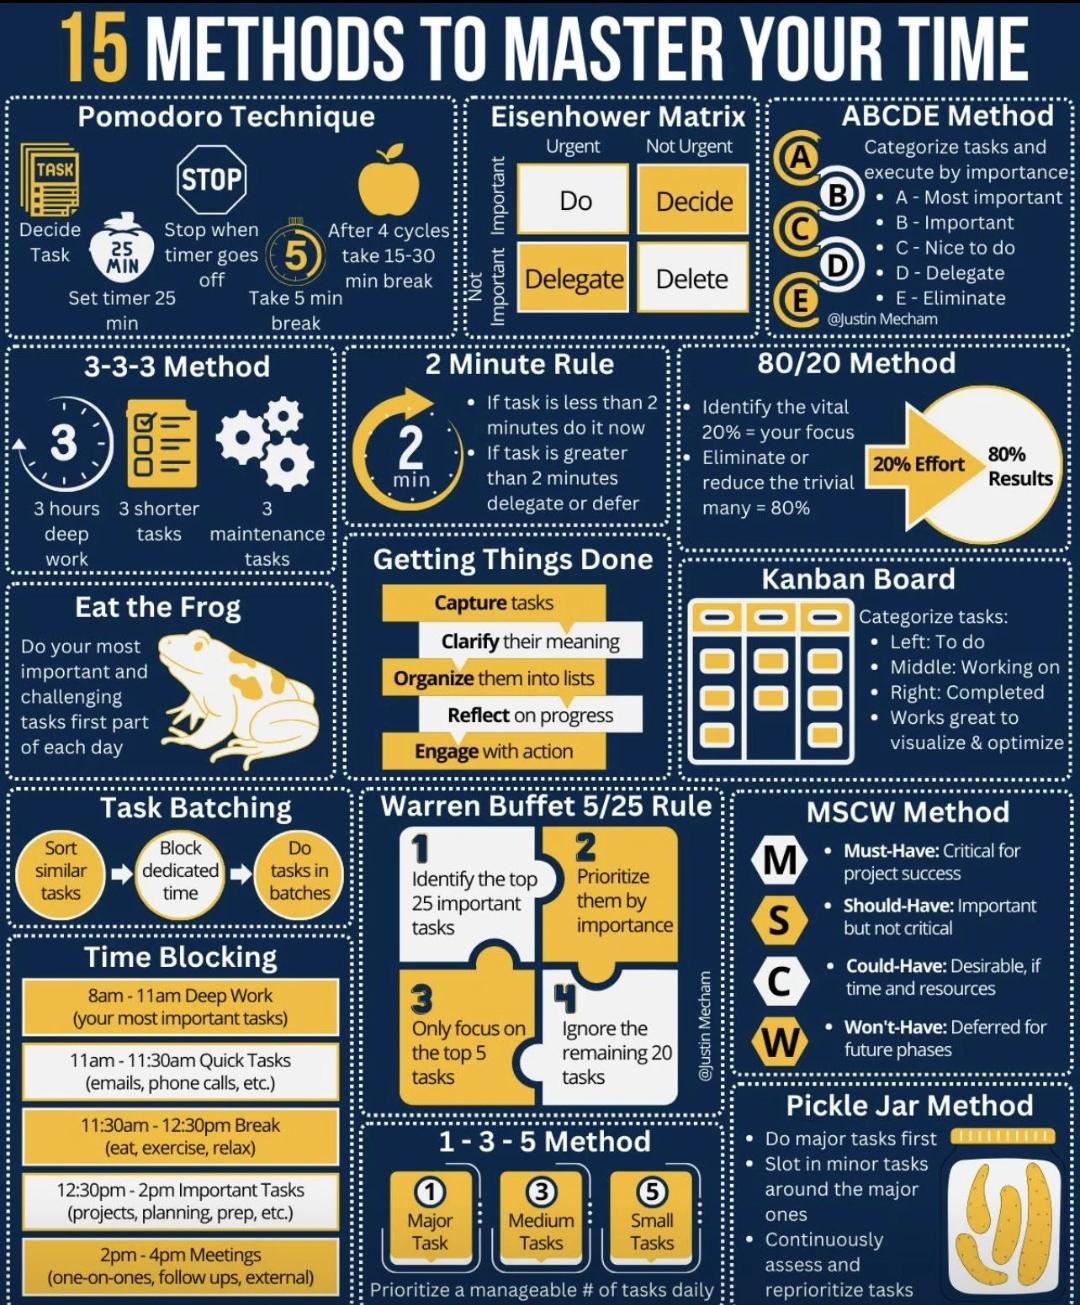 15 METHODS TO MASTER YOUR TIME
Pomodoro Technique
TASK
Decide
Task
25
MIN
Set timer 25
min
STOP
Stop when
timer goes
off
5
Take 5 min
break
After 4 cycles
take 15-30
min break
Eisenhower Matrix
Urgent
Not Urgent
Important
Do
Decide
Not
Important
Delegate
Delete
ABCDE Method
A
B
C
D
E
Categorize tasks and
execute by importance
• A - Most important
• B - Important
• C - Nice to do
• D - Delegate
• E - Eliminate
@Justin Mecham
3-3-3 Method
3
3 hours
deep
work
3 shorter
tasks
3
maintenance
tasks
2 Minute Rule
2
min
• If task is less than 2
minutes do it now
• If task is greater
than 2 minutes
delegate or defer
80/20 Method
• Identify the vital
20% = your focus
• Eliminate or
reduce the trivial
many = 80%
20% Effort
80%
Results
Eat the Frog
Do your most
important and
challenging
tasks first part
of each day
Getting Things Done
Capture tasks
Clarify their meaning
Organize them into lists
Reflect on progress
Engage with action
Kanban Board
Categorize tasks:
• Left: To do
• Middle: Working on
• Right: Completed
• Works great to
visualize & optimize
Task Batching
Sort
similar
tasks
Block
dedicated
time
Do
tasks in
batches
Warren Buffet 5/25 Rule
1
Identify the top
25 important
tasks
2
Prioritize
them by
importance
3
Only focus on
the top 5
tasks
4
Ignore the
remaining 20
tasks
@Justin Mecham
MSCW Method
M
• Must-Have: Critical for
project success
S
• Should-Have: Important
but not critical
C
• Could-Have: Desirable, if
time and resources
W
• Won't-Have: Deferred for
future phases
Time Blocking
8am - 11am Deep Work
(your most important tasks)
11am - 11:30am Quick Tasks
(emails, phone calls, etc.)
11:30am - 12:30pm Break
(eat, exercise, relax)
12:30pm - 2pm Important Tasks
(projects, planning, prep, etc.)
2pm - 4pm Meetings
(one-on-ones, follow ups, external)
1 - 3 - 5 Method
1
Major
Task
3
Medium
Tasks
5
Small
Tasks
Prioritize a manageable # of tasks daily
Pickle Jar Method
• Do major tasks first
• Slot in minor tasks
around the major
ones
• Continuously
assess and
reprioritize tasks